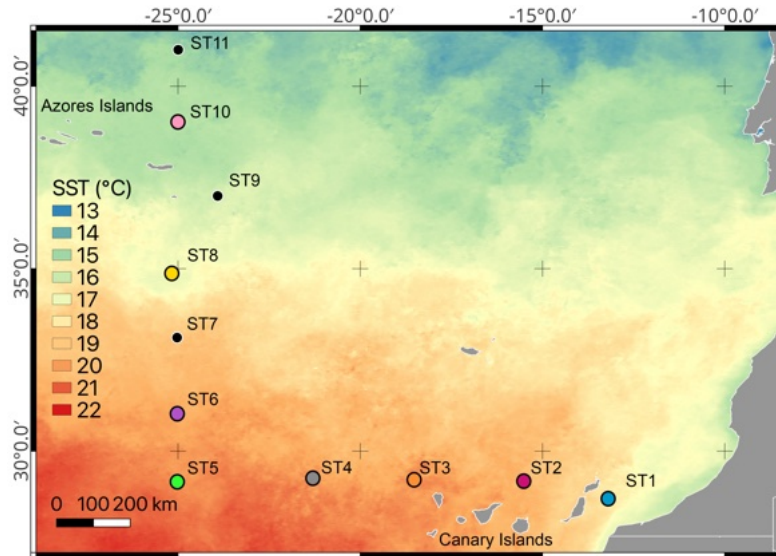 -25°0.0' -20°0.0' -15°0.0' -10°0.0'
ST11
40°0.0'
Azores Islands
ST10
ST9
SST (°C)
13
14
15
16
17
18
19
20
21
22
ST8
35°0.0'
ST7
ST6
30°0.0'
ST5 ST4 ST3 ST2 ST1
0 100 200 km
Canary Islands